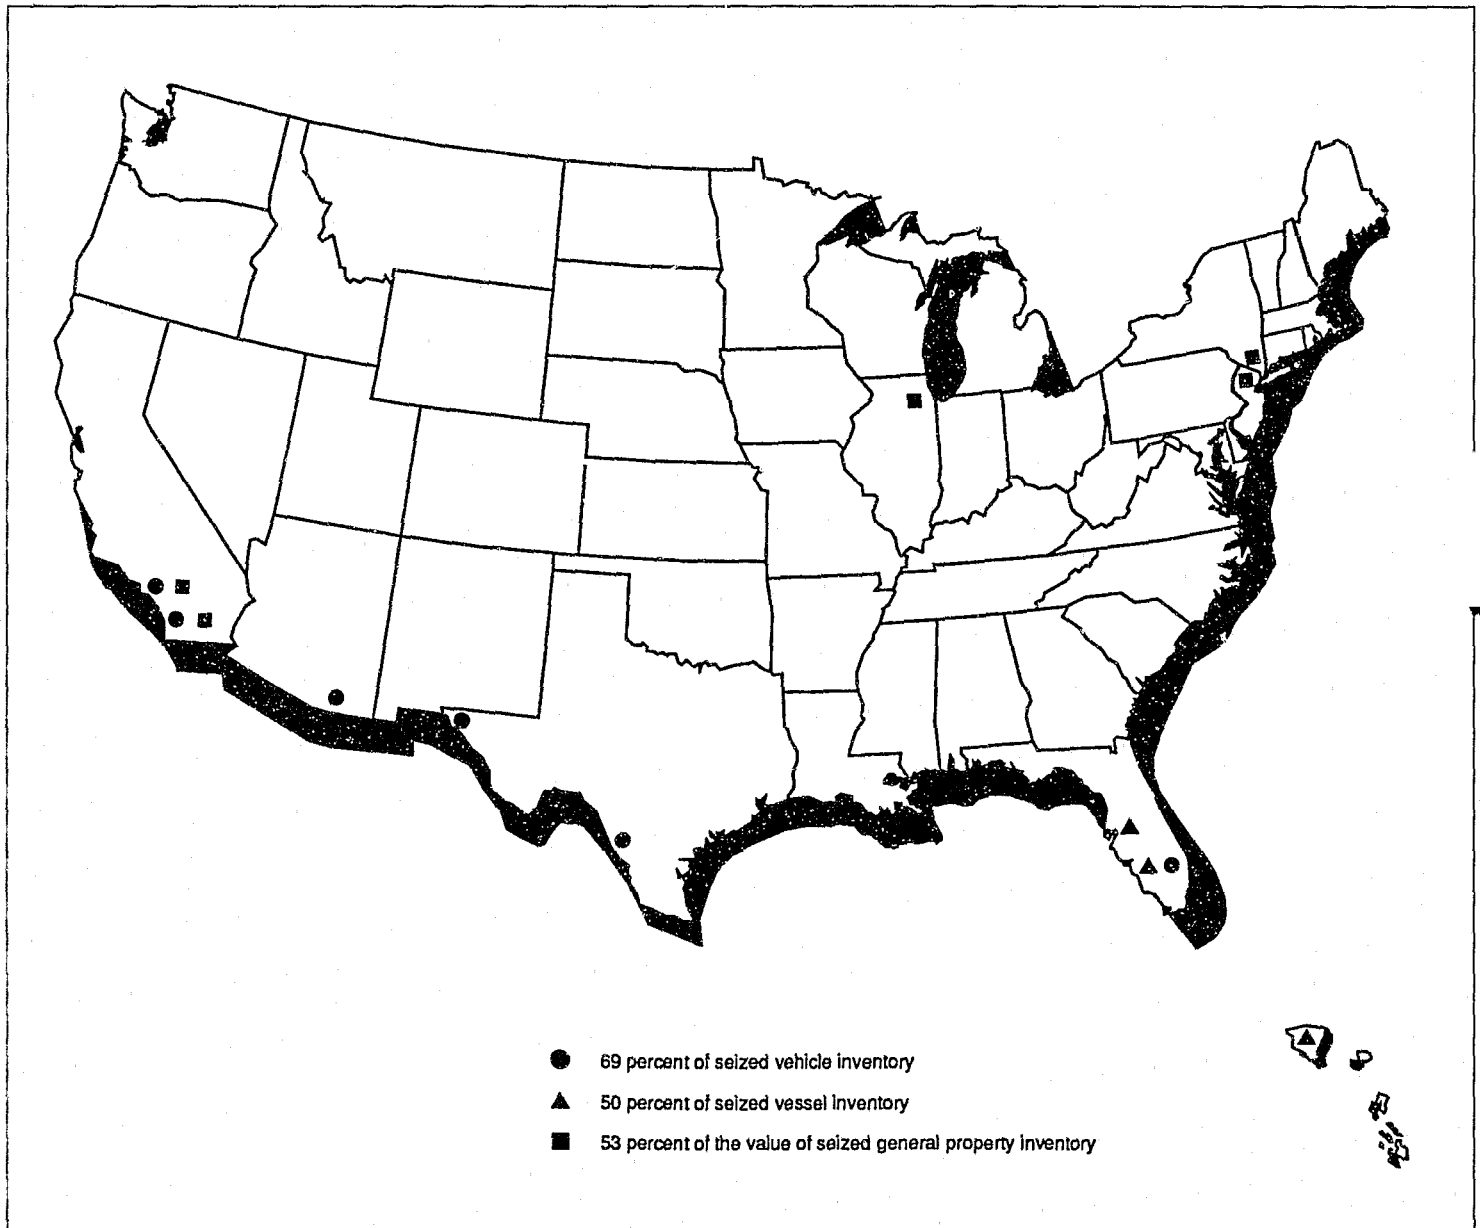 69 percent of seized vehicle inventory
50 percent of seized vessel inventory
53 percent of the value of seized general property inventory